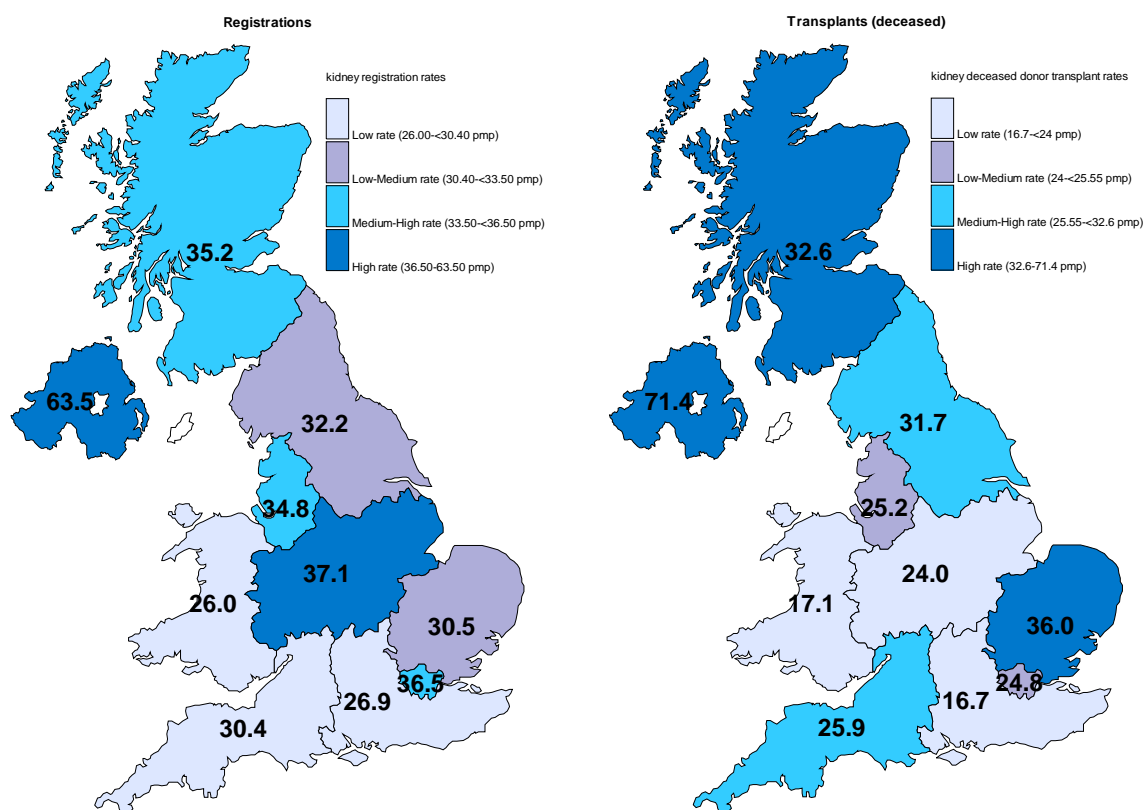 Registrations
kidney registration rates
Low rate (26.00-<30.40 pmp)
Low-Medium rate (30.40-<33.50 pmp)
Medium-High rate (33.50-<36.50 pmp)
High rate (36.50-63.50 pmp)
35.2
63.5
32.2
34.8
37.1
26.0
30.5
36.5
26.9
30.4
Transplants (deceased)
kidney deceased donor transplant rates
Low rate (16.7-<24 pmp)
Low-Medium rate (24-<25.55 pmp)
Medium-High rate (25.55-<32.6 pmp)
High rate (32.6-71.4 pmp)
32.6
71.4
31.7
25.2
24.0
17.1
36.0
24.8
16.7
25.9